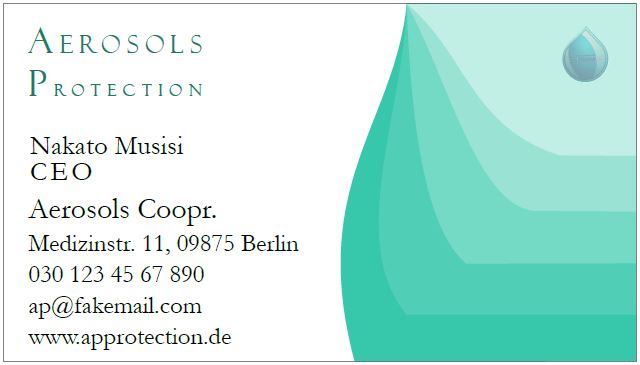 Aerosols
Protection
Nakato Musisi
CEO
Aerosols Coopr.
Medizinstr. 11, 09875 Berlin
030 123 45 67 890
ap@fakemail.com
www.approtection.de